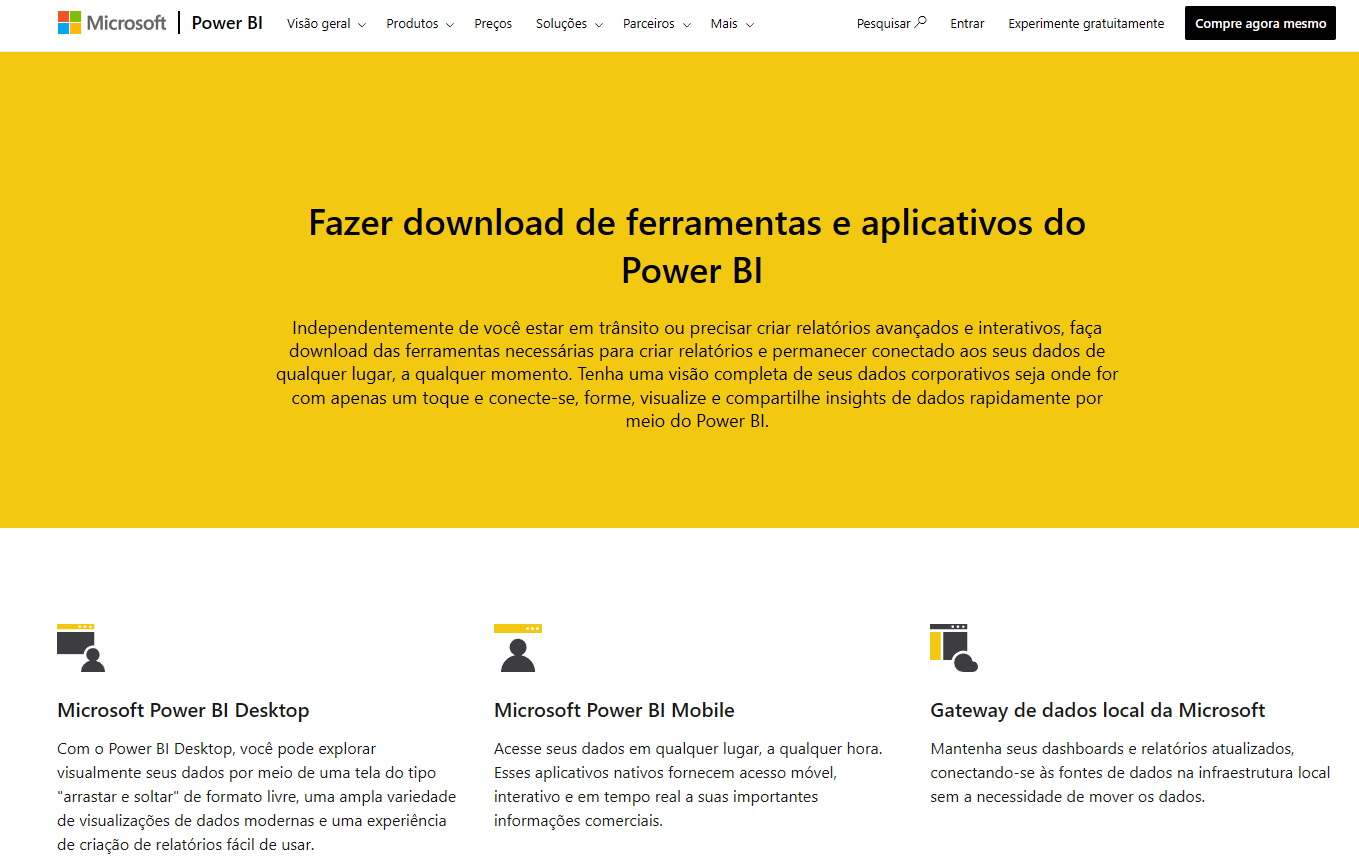 Microsoft Power BI Visão geral Produtos Preços Soluções Parceiros Mais Pesquisar Entrar Experimente gratuitamente Compre agora mesmo
Fazer download de ferramentas e aplicativos do
Power BI
Independentemente de você estar em trânsito ou precisar criar relatórios avançados e interativos, faça
download das ferramentas necessárias para criar relatórios e permanecer conectado aos seus dados de
qualquer lugar, a qualquer momento. Tenha uma visão completa de seus dados corporativos seja onde for
com apenas um toque e conecte-se, forme, visualize e compartilhe insights de dados rapidamente por
meio do Power BI.
Microsoft Power BI Desktop
Com o Power BI Desktop, você pode explorar
visualmente seus dados por meio de uma tela do tipo
"arrastar e soltar" de formato livre, uma ampla variedade
de visualizações de dados modernas e uma experiência
de criação de relatórios fácil de usar.
Microsoft Power BI Mobile
Acesse seus dados em qualquer lugar, a qualquer hora.
Esses aplicativos nativos fornecem acesso móvel,
interativo e em tempo real a suas importantes
informações comerciais.
Gateway de dados local da Microsoft
Mantenha seus dashboards e relatórios atualizados,
conectando-se às fontes de dados na infraestrutura local
sem a necessidade de mover os dados.